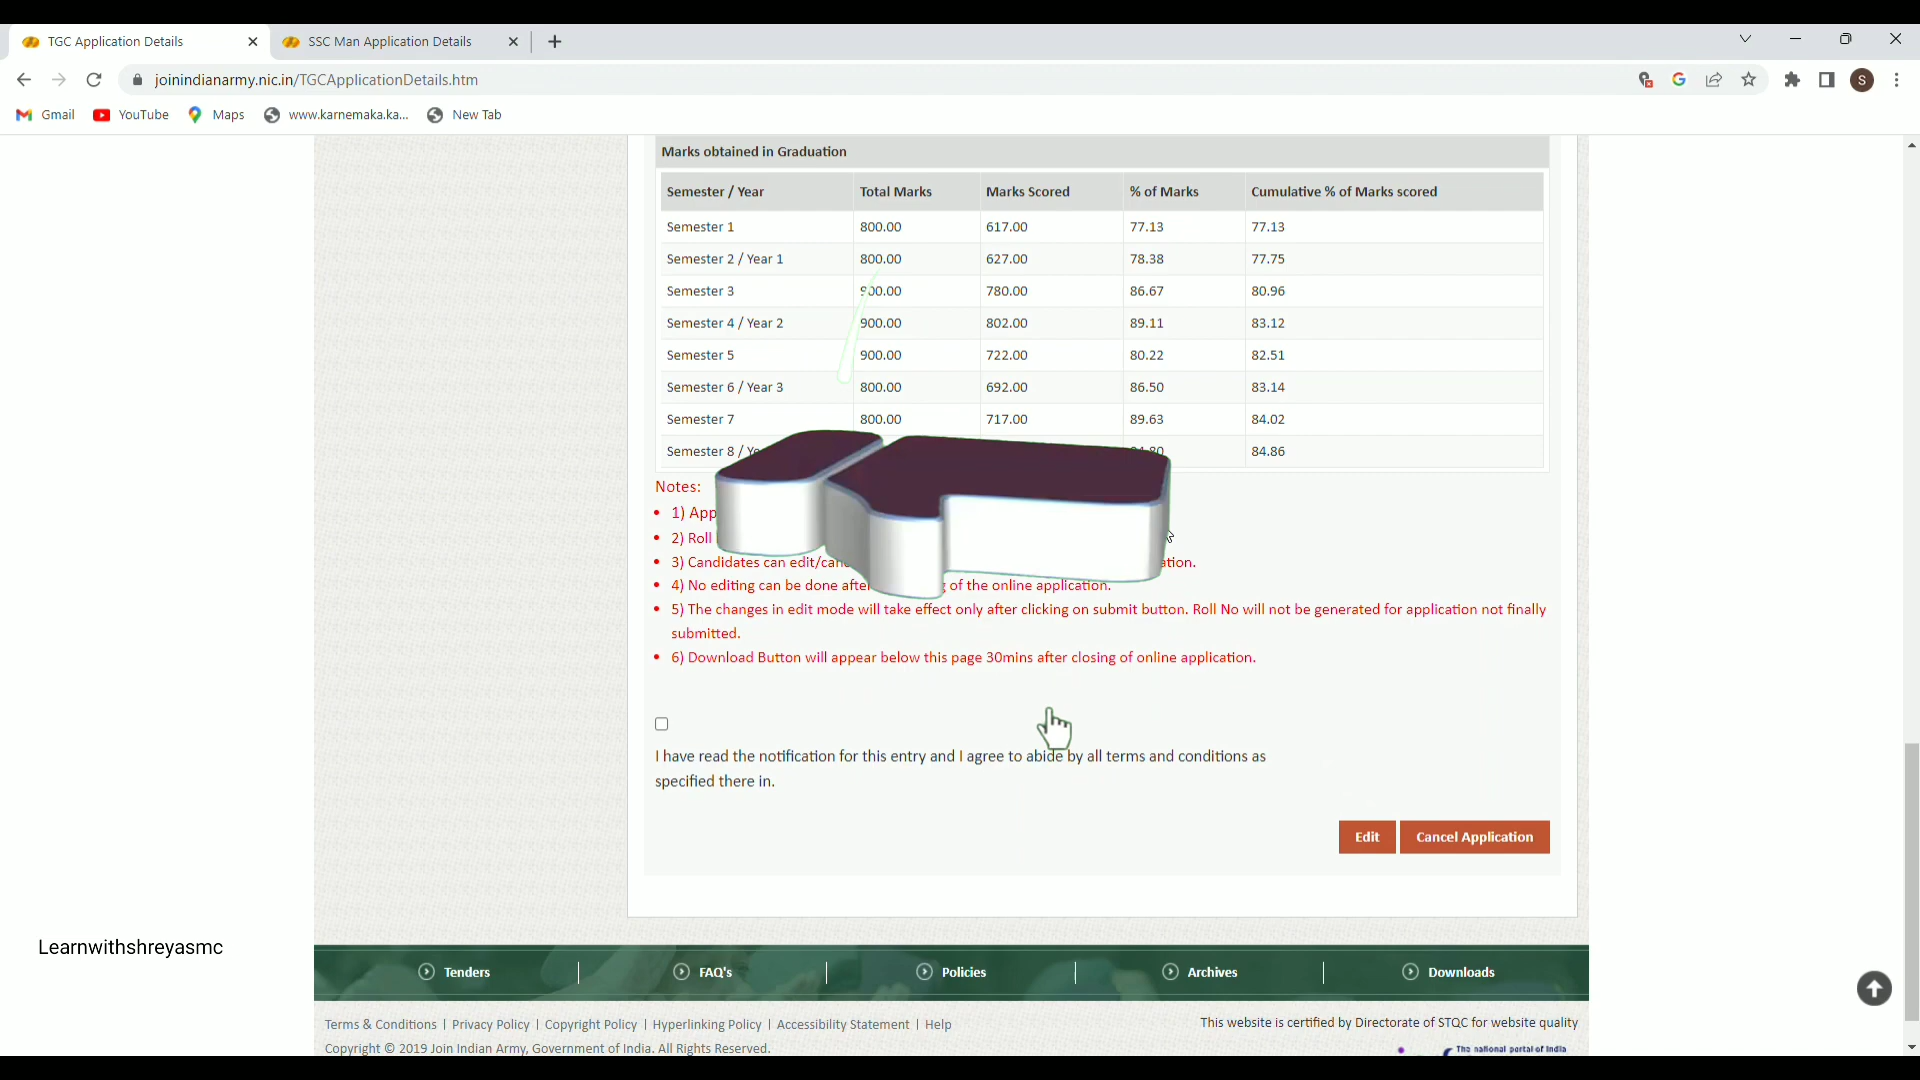 TGC Application Details
SSC Man Application Details
joinindianarmy.nic.in/TGCApplicationDetails.htm
S
Gmail
YouTube
Maps
www.karnemaka.ka...
New Tab
Marks obtained in Graduation
Semester / Year Total Marks Marks Scored % of Marks Cumulative % of Marks scored
Semester 1 800.00 617.00 77.13 77.13
Semester 2 / Year 1 800.00 627.00 78.38 77.75
Semester 3 900.00 780.00 86.67 80.96
Semester 4 / Year 2 900.00 802.00 89.11 83.12
Semester 5 900.00 722.00 80.22 82.51
Semester 6 / Year 3 800.00 692.00 86.50 83.14
Semester 7 800.00 717.00 89.63 84.02
Semester 8 / 84.86
Notes:
1)
2) Roll
3) Candidates can
4) No editing can be done of the online application.
5) The changes in edit mode will take effect only after clicking on submit button. Roll No will not be generated for application not finally
submitted.
6) Download Button will appear below this page 30mins after closing of online application.
I have read the notification for this entry and I agree to abide by all terms and conditions as
specified there in.
Edit
Cancel Application
Learnwithshreyasmc
Tenders
FAQ's
Policies
Archives
Downloads
Terms & Conditions | Privacy Policy | Copyright Policy | Hyperlinking Policy | Accessibility Statement | Help
This website is certified by Directorate of STQC for website quality
Copyright © 2019 Join Indian Army, Government of India. All Rights Reserved.
The national portal of India